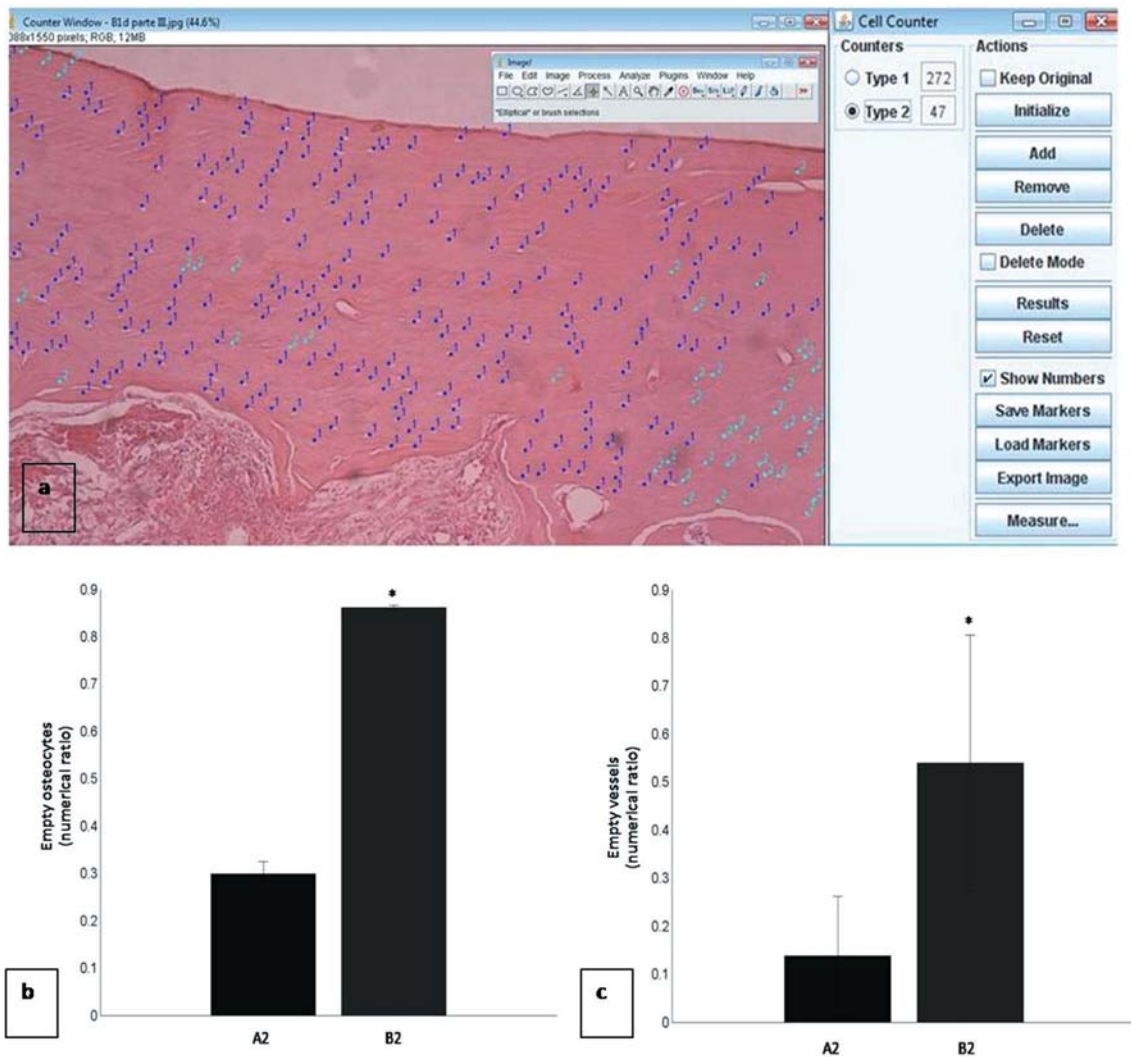 Counter Window - B1d parte III.jpg (44.6%)
088x1550 pixels; RGB; 12MB
ImageJ
File Edit Image Process Analyze Plugins Window Help
*Elliptical* or brush selections
Cell Counter
Counters
Type 1 272
Type 2 47
Actions
Keep Original
Initialize
Add
Remove
Delete
Delete Mode
Results
Reset
Show Numbers
Save Markers
Load Markers
Export Image
Measure...
a
0.9
0.8
0.7
0.6
0.5
0.4
0.3
0.2
0.1
0
Empty osteocytes
(numerical ratio)
*
A2
B2
b
0.9
0.8
0.7
0.6
0.5
0.4
0.3
0.2
0.1
0
Empty vessels
(numerical ratio)
*
A2
B2
c